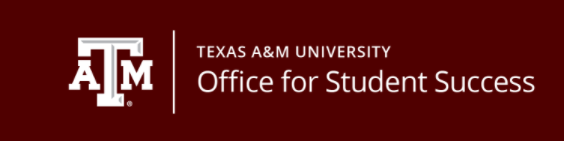 TEXAS A&M UNIVERSITY
ATM® Office for Student Success